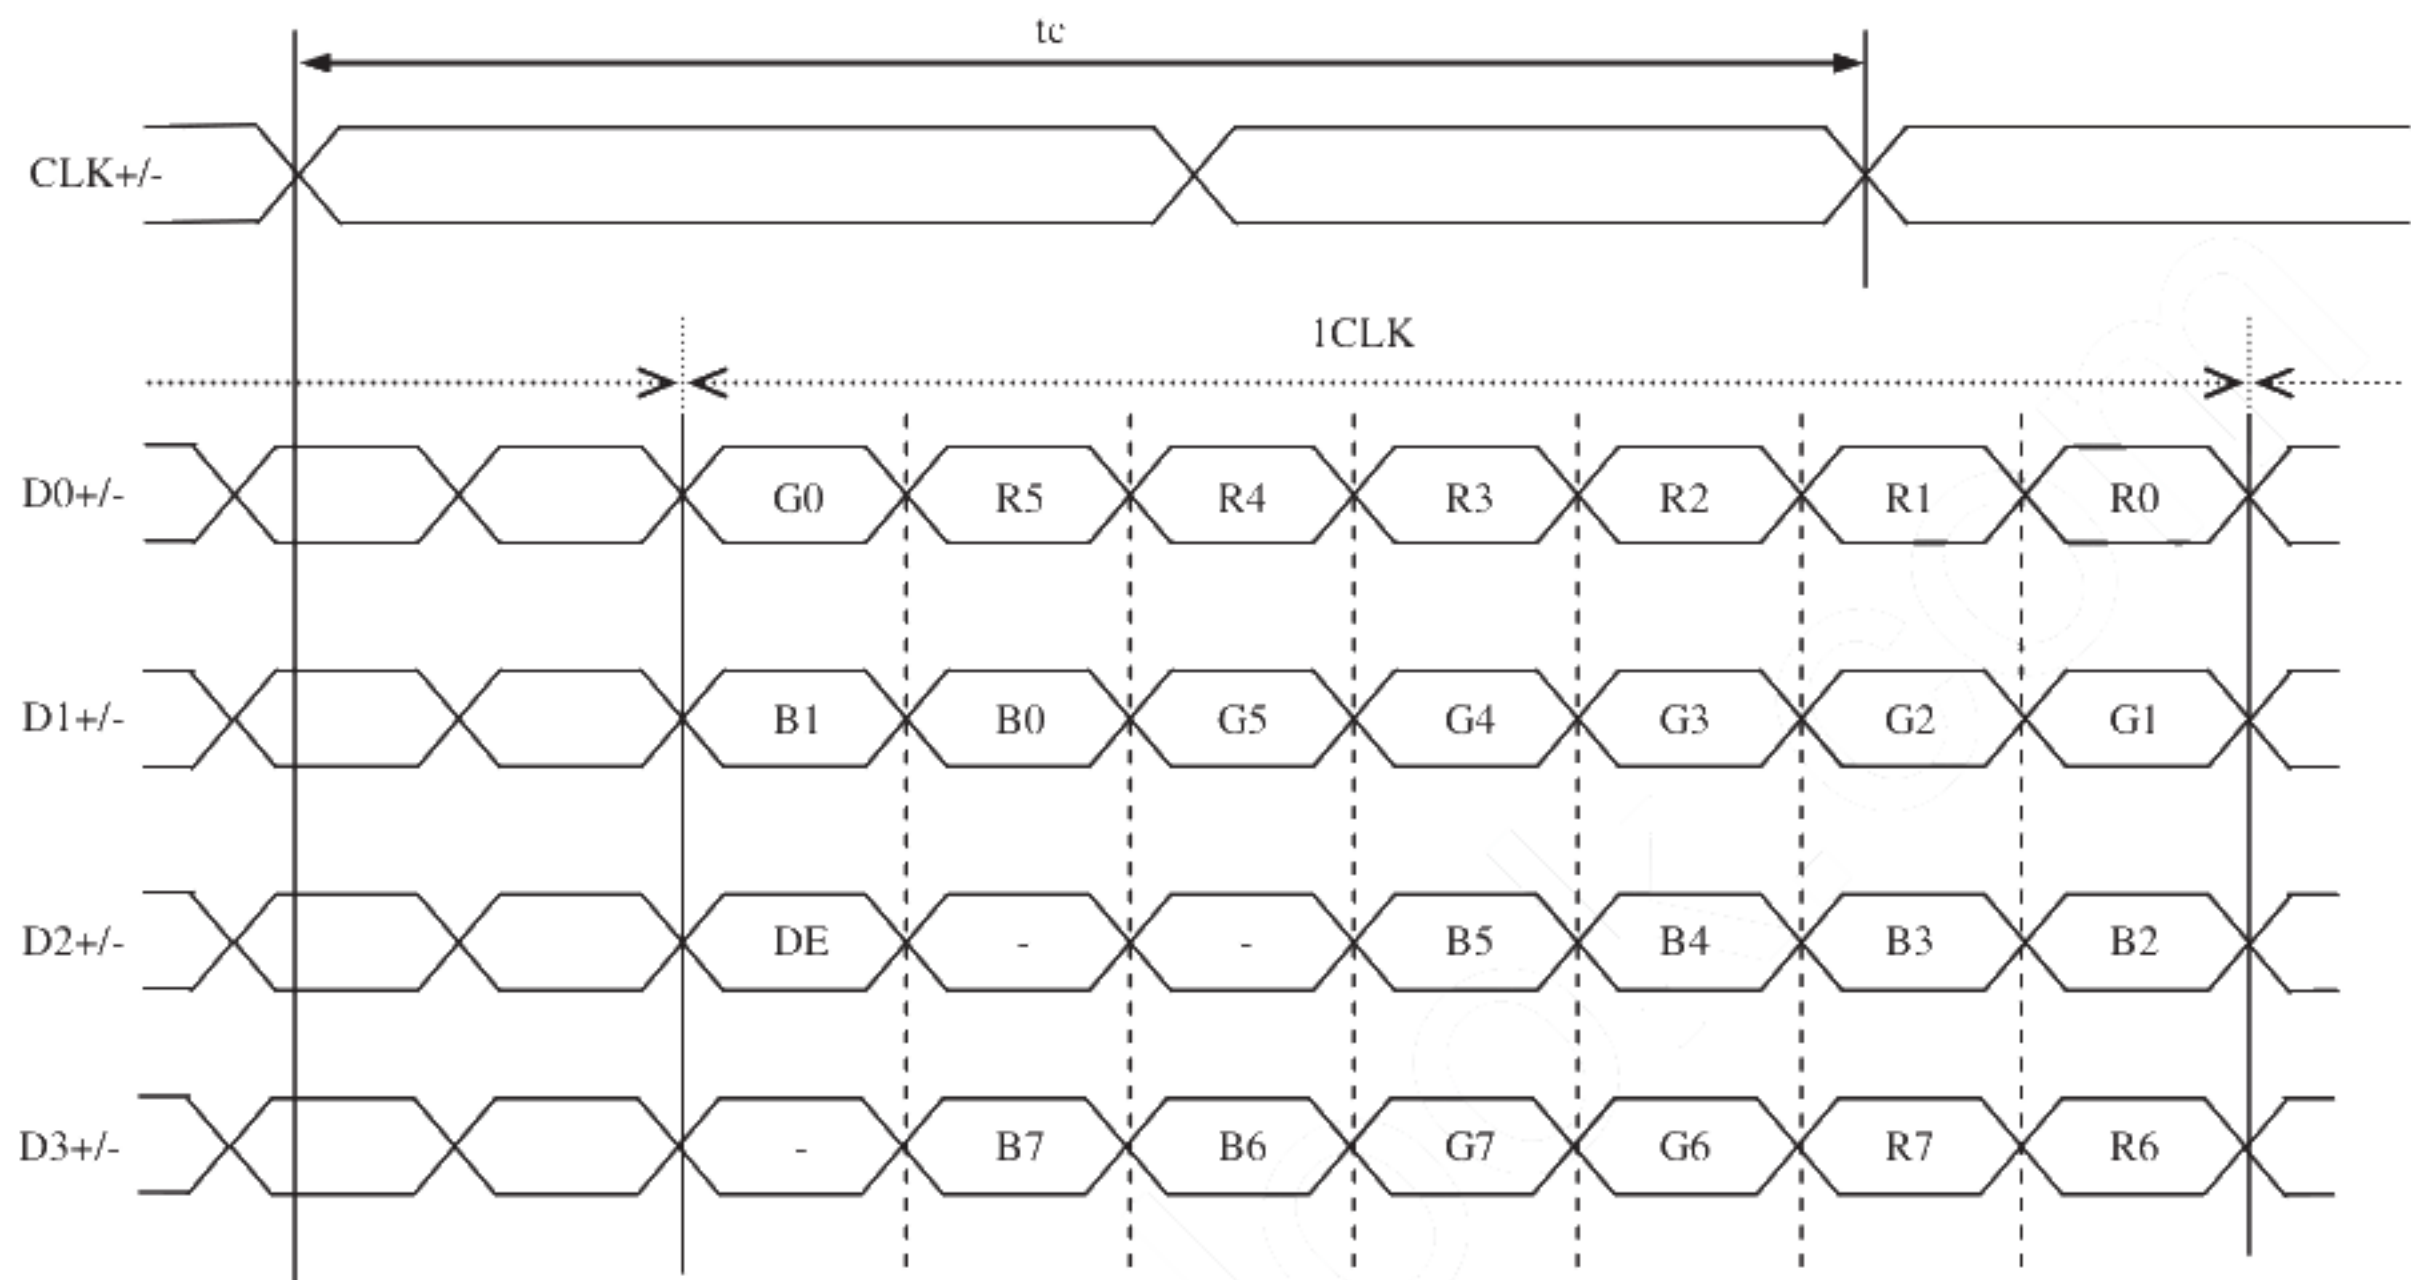 tc
CLK+/-
1CLK
D0+/- G0 R5 R4 R3 R2 R1 R0
D1+/- B1 B0 G5 G4 G3 G2 G1
D2+/- DE - - B5 B4 B3 B2
D3+/- - B7 B6 G7 G6 R7 R6